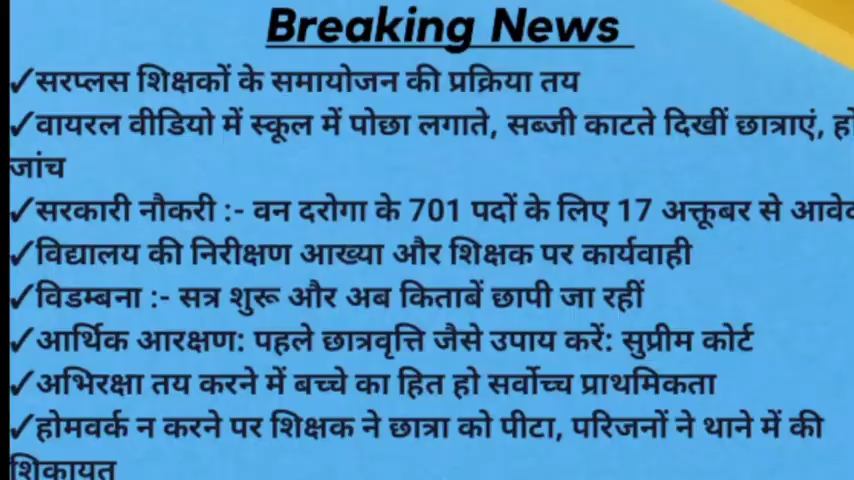 Breaking News
✓सरप्लस शिक्षकों के समायोजन की प्रक्रिया तय
✓वायरल वीडियो में स्कूल में पोछा लगाते, सब्जी काटते दिखीं छात्राएं,
जांच
✓सरकारी नौकरी :- वन दरोगा के 701 पदों के लिए 17 अक्तूबर से
✓विद्यालय की निरीक्षण आख्या और शिक्षक पर कार्यवाही
✓विडम्बना :- सत्र शुरू और अब किताबें छापी जा रहीं
✓आर्थिक आरक्षण: पहले छात्रवृत्ति जैसे उपाय करें: सुप्रीम कोर्ट
✓अभिरक्षा तय करने में बच्चे का हित हो सर्वोच्च प्राथमिकता
✓होमवर्क न करने पर शिक्षक ने छात्रा को पीटा, परिजनों ने थाने में की
शिकायत